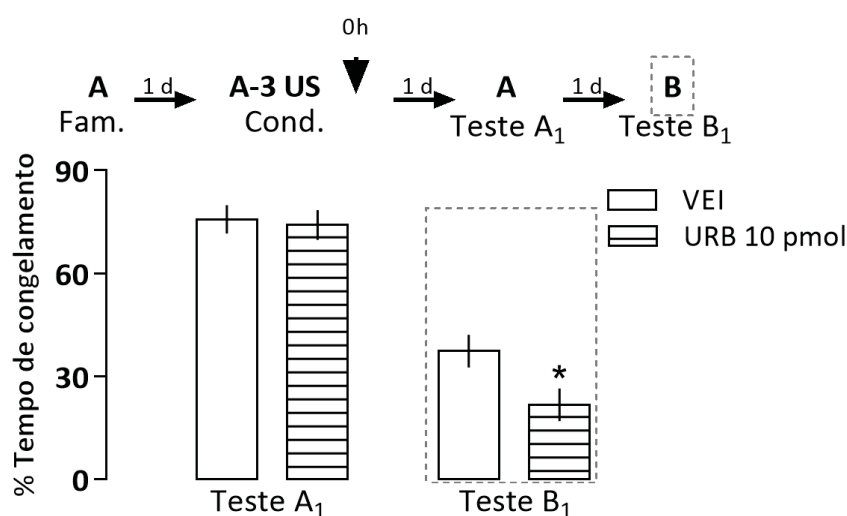 0h
A 1 d A-3 US 1 d A 1 d B
Fam. Cond. Teste A₁ Teste B₁
% Tempo de congelamento
90
60
30
0
VEI
URB 10 pmol
*
Teste A₁ Teste B₁